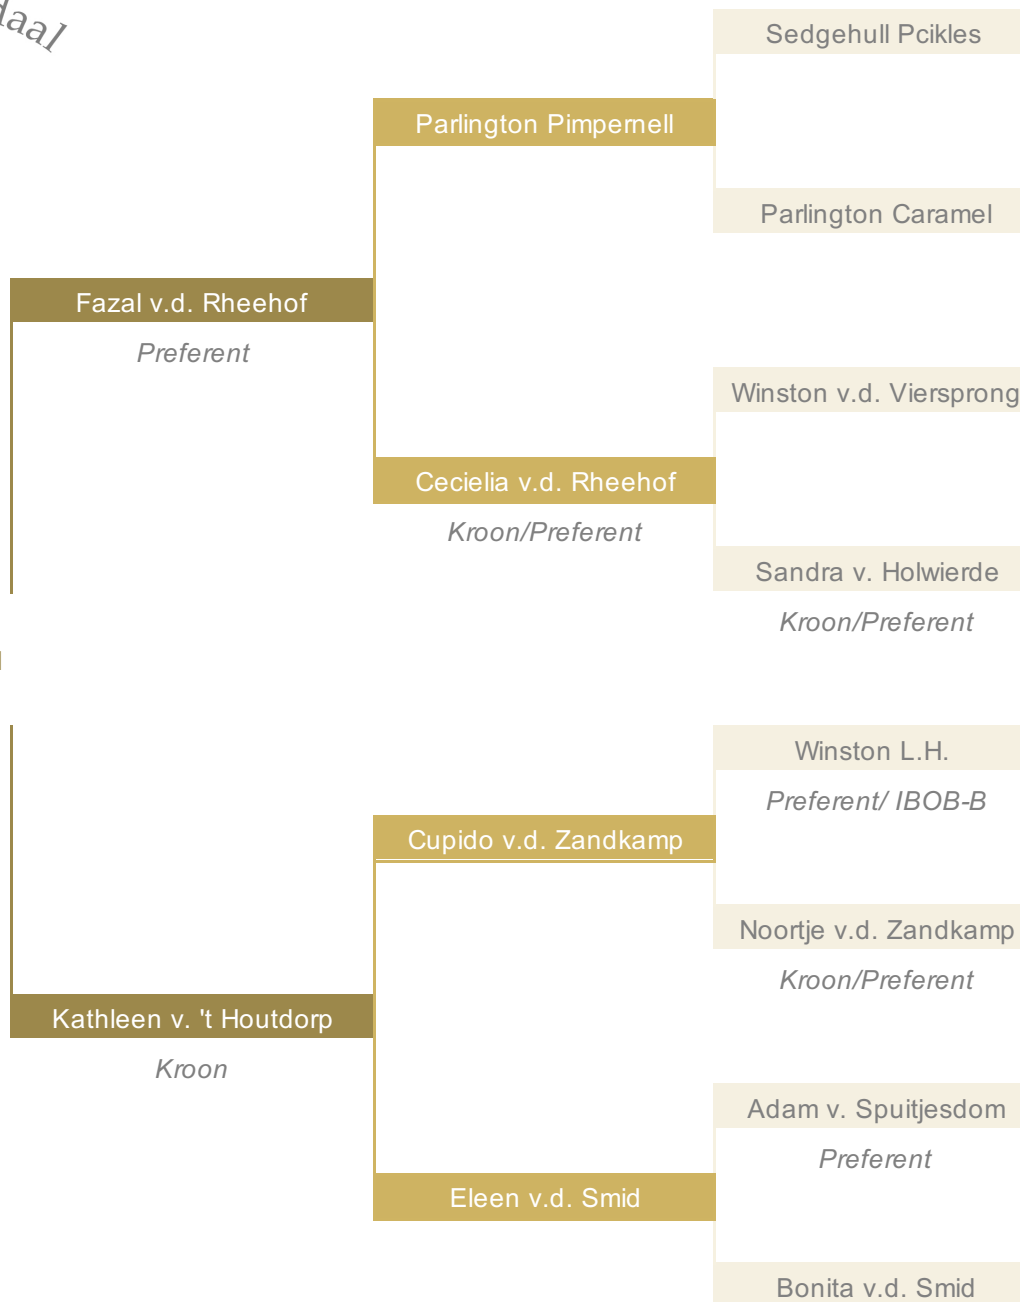 Sedgehull Pcikles
Parlington Pimpernell
Parlington Caramel
Fazal v.d. Rheehof
Preferent
Winston v.d. Viersprong
Cecielia v.d. Rheehof
Kroon/Preferent
Sandra v. Holwierde
Kroon/Preferent
Winston L.H.
Preferent/ IBOB-B
Cupido v.d. Zandkamp
Noortje v.d. Zandkamp
Kroon/Preferent
Kathleen v. 't Houtdorp
Kroon
Adam v. Spuitjesdom
Preferent
Eleen v.d. Smid
Bonita v.d. Smid